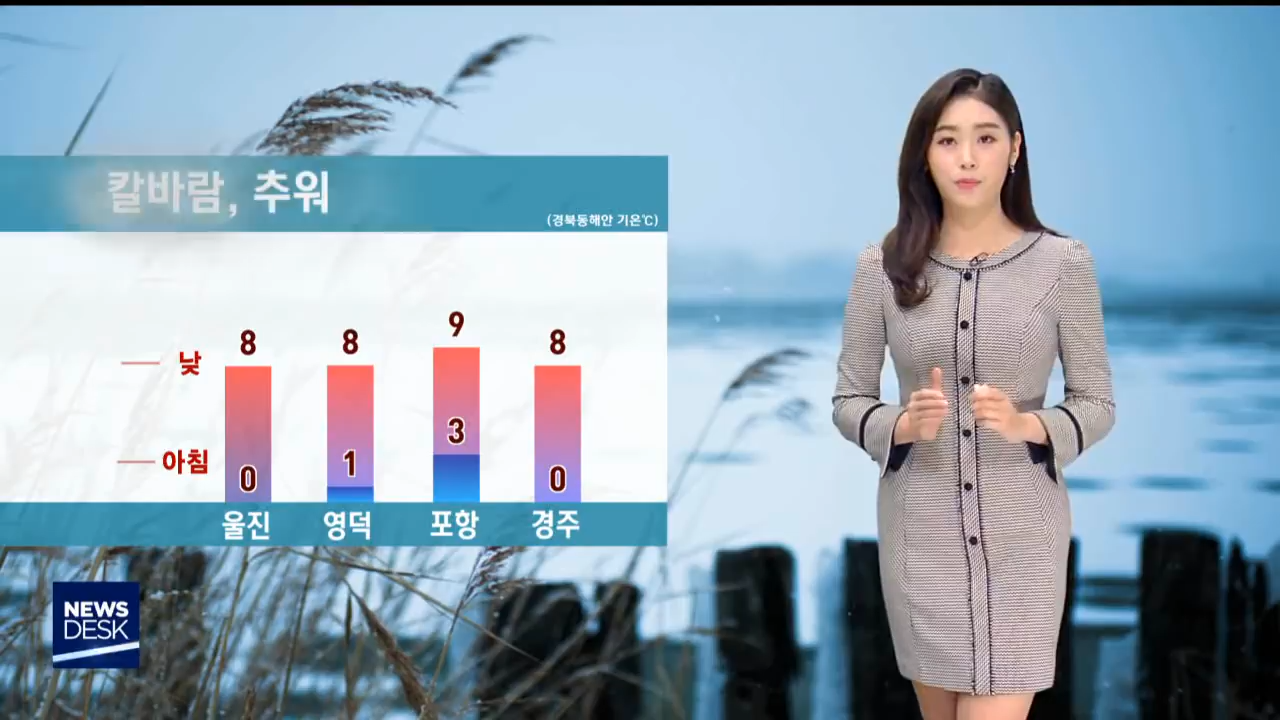 칼바람, 추워
(경북동해안 기온℃)
낮 8 8 9 8
아침 0 1 3 0
울진 영덕 포항 경주
NEWS
DESK